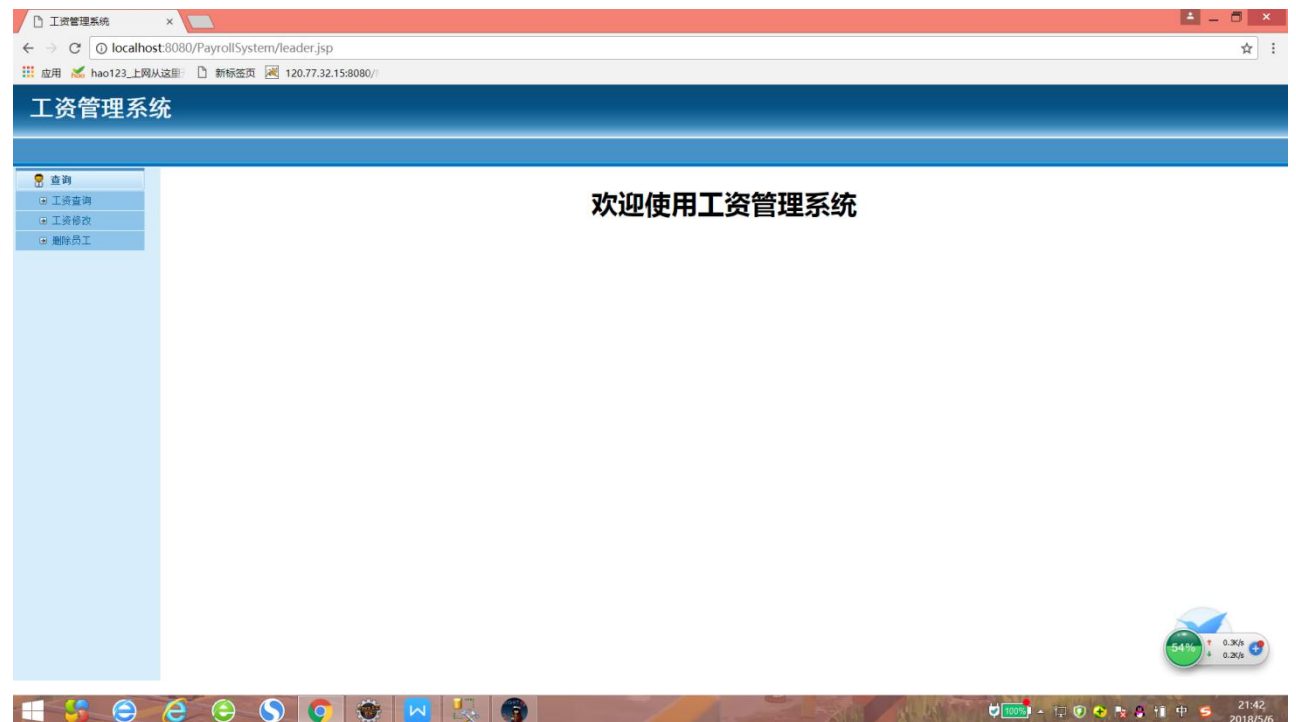 工资管理系统
localhost:8080/PayrollSystem/leader.jsp
应用 hao123_上网从这里 新标签页 120.77.32.15:8080/
工资管理系统
查询
工资查询
工资修改
删除员工
欢迎使用工资管理系统
54% 0.3K/s
0.2K/s
100% 中 21:42
2018/5/6